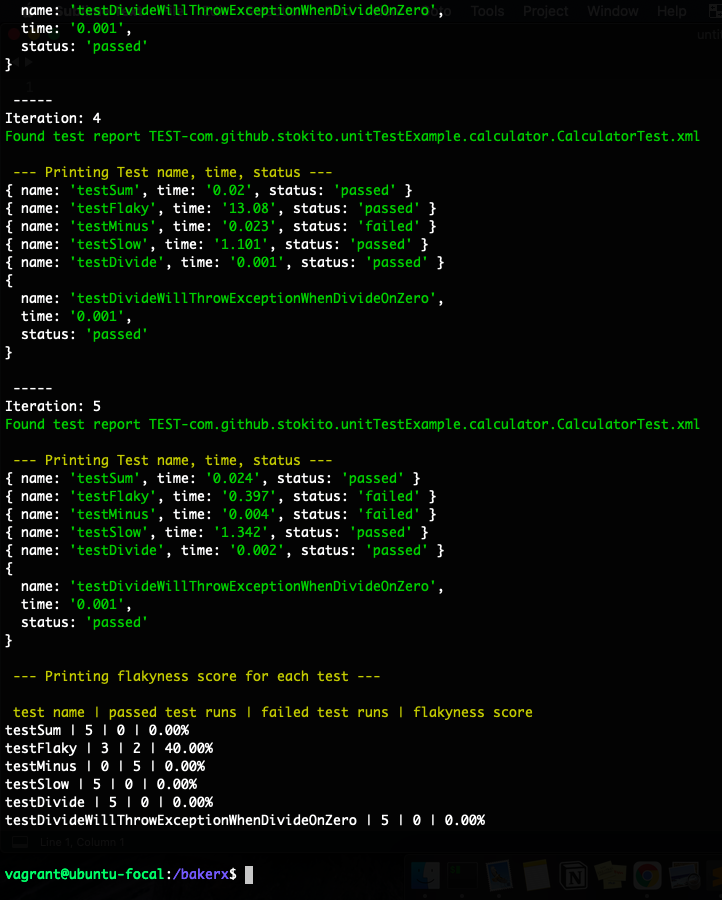 Tools Project Window Help
  name: 'testDivideWillThrowExceptionWhenDivideOnZero',
  time: '0.001',
  status: 'passed'
}
 -----
Iteration: 4
Found test report TEST-com.github.stokito.unitTestExample.calculator.CalculatorTest.xml
 --- Printing Test name, time, status ---
{ name: 'testSum', time: '0.02', status: 'passed' }
{ name: 'testFlaky', time: '13.08', status: 'passed' }
{ name: 'testMinus', time: '0.023', status: 'failed' }
{ name: 'testSlow', time: '1.101', status: 'passed' }
{ name: 'testDivide', time: '0.001', status: 'passed' }
{
  name: 'testDivideWillThrowExceptionWhenDivideOnZero',
  time: '0.001',
  status: 'passed'
}
 -----
Iteration: 5
Found test report TEST-com.github.stokito.unitTestExample.calculator.CalculatorTest.xml
 --- Printing Test name, time, status ---
{ name: 'testSum', time: '0.024', status: 'passed' }
{ name: 'testFlaky', time: '0.397', status: 'failed' }
{ name: 'testMinus', time: '0.004', status: 'failed' }
{ name: 'testSlow', time: '1.342', status: 'passed' }
{ name: 'testDivide', time: '0.002', status: 'passed' }
{
  name: 'testDivideWillThrowExceptionWhenDivideOnZero',
  time: '0.001',
  status: 'passed'
}
 --- Printing flakyness score for each test ---
 test name | passed test runs | failed test runs | flakyness score
testSum | 5 | 0 | 0.00%
testFlaky | 3 | 2 | 40.00%
testMinus | 0 | 5 | 0.00%
testSlow | 5 | 0 | 0.00%
testDivide | 5 | 0 | 0.00%
testDivideWillThrowExceptionWhenDivideOnZero | 5 | 0 | 0.00%
Line 7, Column 1
vagrant@ubuntu-focal:/bakerx$